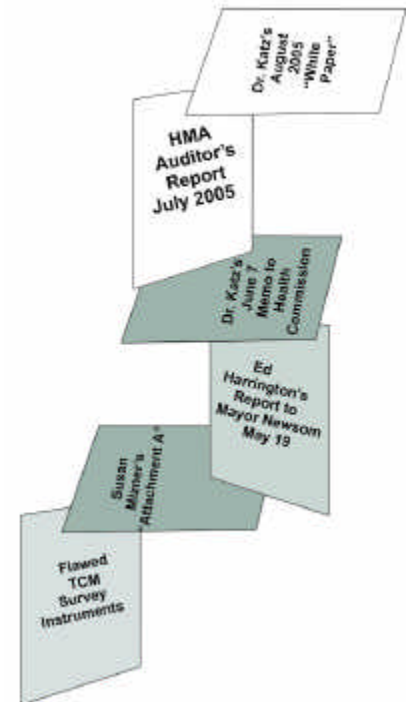 Dr. Katz's
August
2005
"White
Paper"
HMA
Auditor's
Report
July 2005
Dr. Katz's
June 7
Memo to
Health
Commission
Ed
Harrington's
Report to
Mayor Newsom
May 19
Susan
Mizner's
"Attachment A"
Flawed
TCM
Survey
Instruments